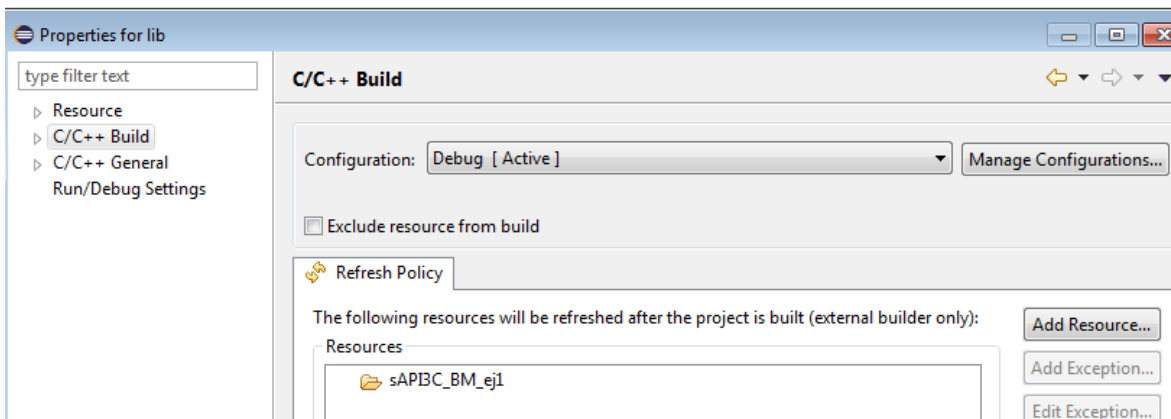 Properties for lib
type filter text
Resource
C/C++ Build
C/C++ General
Run/Debug Settings
C/C++ Build
Configuration: Debug [ Active ] Manage Configurations...
Exclude resource from build
Refresh Policy
The following resources will be refreshed after the project is built (external builder only):
Resources
sAPI3C_BM_ej1
Add Resource...
Add Exception...
Edit Exception...